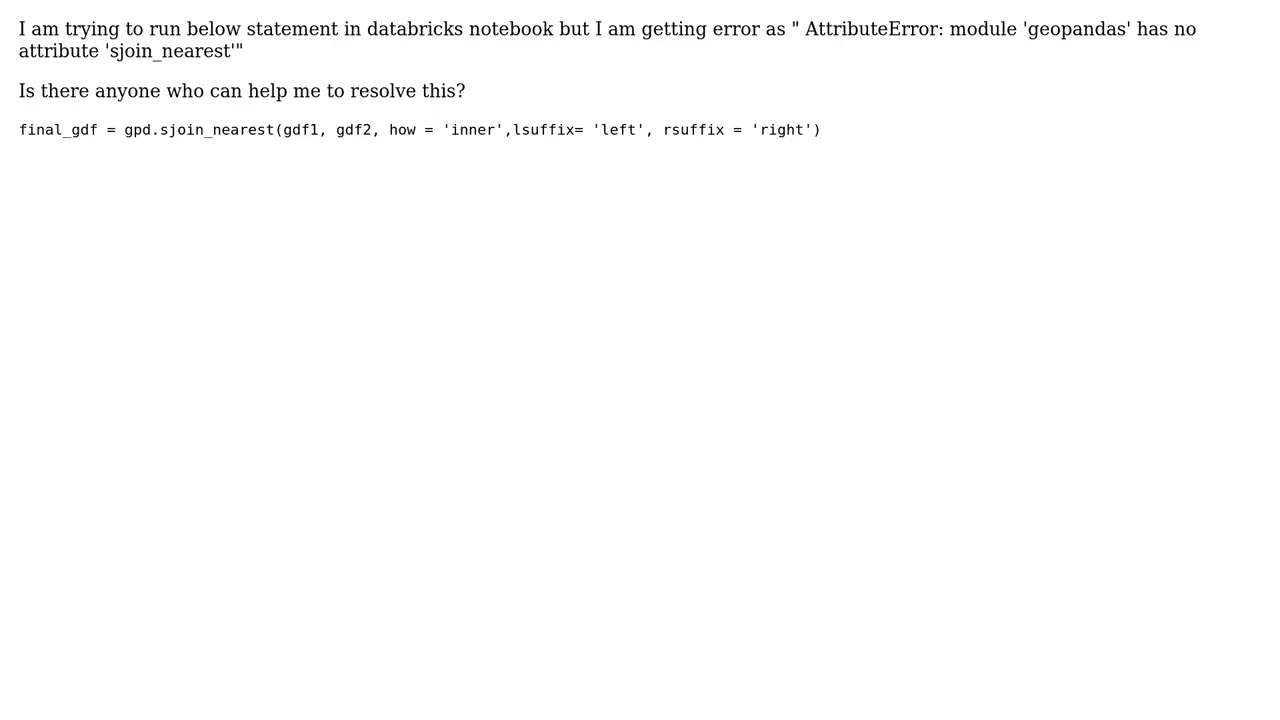 I am trying to run below statement in databricks notebook but I am getting error as " AttributeError: module 'geopandas' has no
attribute 'sjoin_nearest'"
Is there anyone who can help me to resolve this?
final_gdf = gpd.sjoin_nearest(gdf1, gdf2, how = 'inner',lsuffix= 'left', rsuffix = 'right')